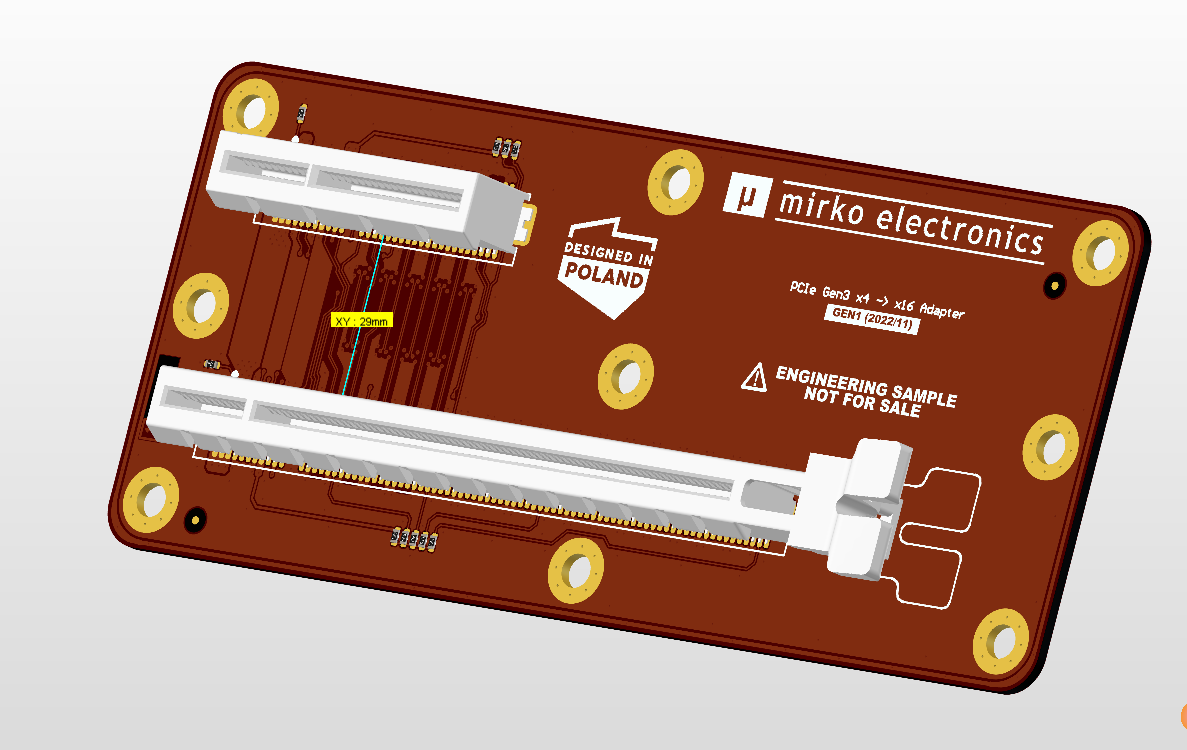 μ mirko electronics
DESIGNED IN
POLAND
PCIe Gen3 x4 -> x16 Adapter
GEN1 (2022/11)
XY : 29mm
ENGINEERING SAMPLE
NOT FOR SALE